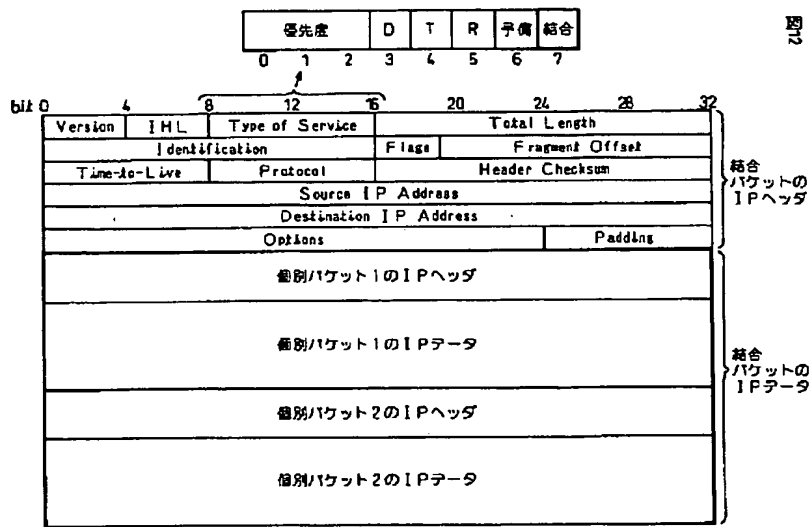 図12
優先度 D T R 予備 結合
0 1 2 3 4 5 6 7
bit 0 4 8 12 16 20 24 28 32
Version IHL Type of Service Total Length
Identification Flags Fragment Offset
Time-to-Live Protocol Header Checksum
Source IP Address
Destination IP Address
Options Padding
結合
パケットの
IPヘッダ
個別パケット1のIPヘッダ
個別パケット1のIPデータ
個別パケット2のIPヘッダ
個別パケット2のIPデータ
結合
パケットの
IPデータ